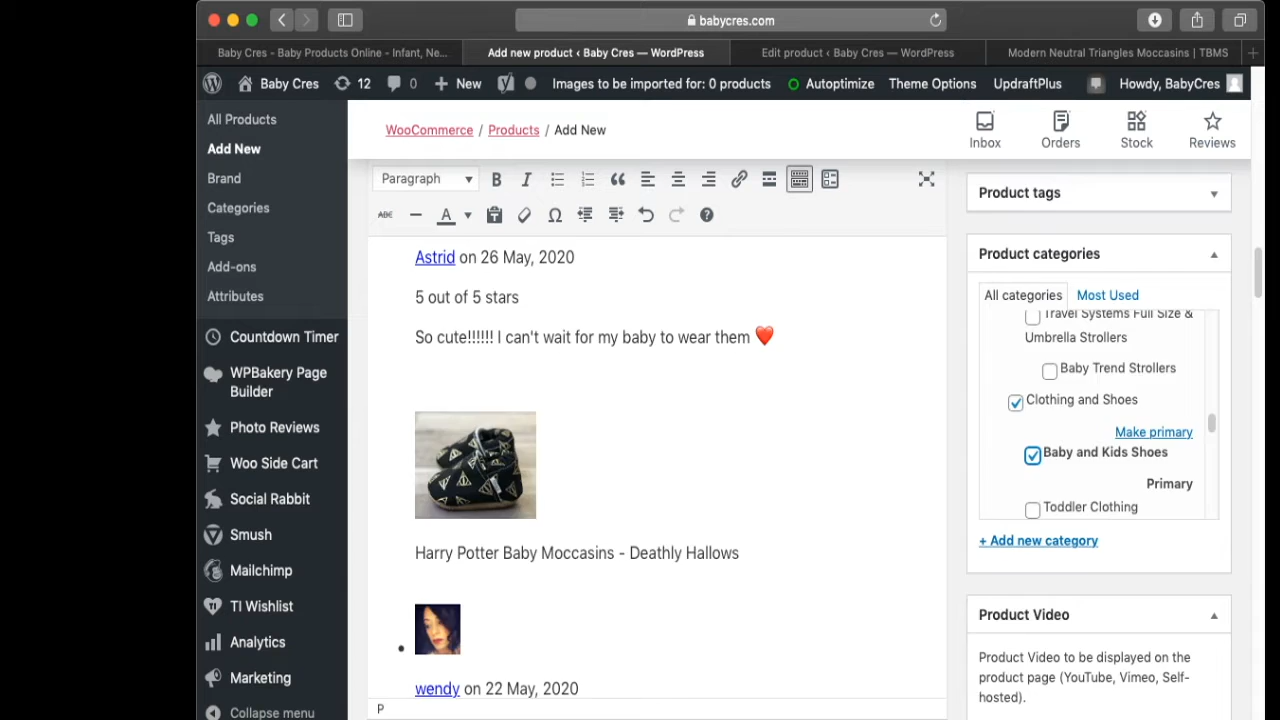 babycres.com
Baby Cres - Baby Products Online - Infant, Ne...
Add new product ‹ Baby Cres — WordPress
Edit product ‹ Baby Cres — WordPress
Modern Neutral Triangles Moccasins | TBMS
Baby Cres
12
0
New
Images to be imported for: 0 products
Autoptimize
Theme Options
UpdraftPlus
Howdy, BabyCres
All Products
Add New
Brand
Categories
Tags
Add-ons
Attributes
Countdown Timer
WPBakery Page
Builder
Photo Reviews
Woo Side Cart
Social Rabbit
Smush
Mailchimp
TI Wishlist
Analytics
Marketing
Collapse menu
WooCommerce / Products / Add New
Inbox
Orders
Stock
Reviews
Paragraph
B
I
ABC
A
Astrid on 26 May, 2020
5 out of 5 stars
So cute!!!!!! I can't wait for my baby to wear them ❤️
Harry Potter Baby Moccasins - Deathly Hallows
wendy on 22 May, 2020
P
Product tags
Product categories
All categories
Most Used
Travel Systems Full Size &
Umbrella Strollers
Baby Trend Strollers
Clothing and Shoes
Make primary
Baby and Kids Shoes
Primary
Toddler Clothing
+ Add new category
Product Video
Product Video to be displayed on the
product page (YouTube, Vimeo, Self-
hosted).